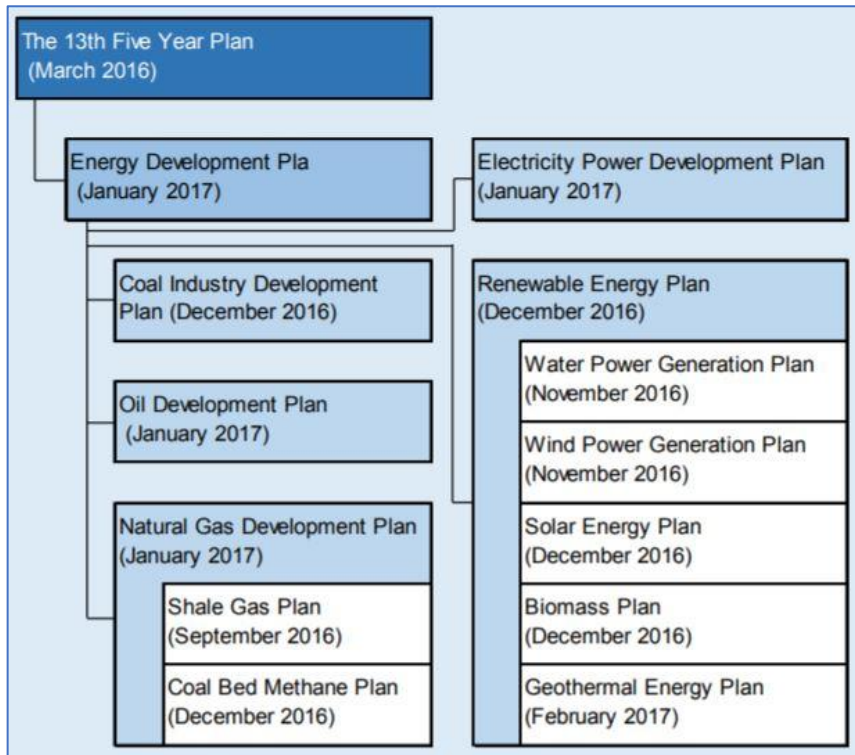 The 13th Five Year Plan
(March 2016)
Energy Development Pla
(January 2017)
Electricity Power Development Plan
(January 2017)
Coal Industry Development
Plan (December 2016)
Oil Development Plan
(January 2017)
Natural Gas Development Plan
(January 2017)
Shale Gas Plan
(September 2016)
Coal Bed Methane Plan
(December 2016)
Renewable Energy Plan
(December 2016)
Water Power Generation Plan
(November 2016)
Wind Power Generation Plan
(November 2016)
Solar Energy Plan
(December 2016)
Biomass Plan
(December 2016)
Geothermal Energy Plan
(February 2017)